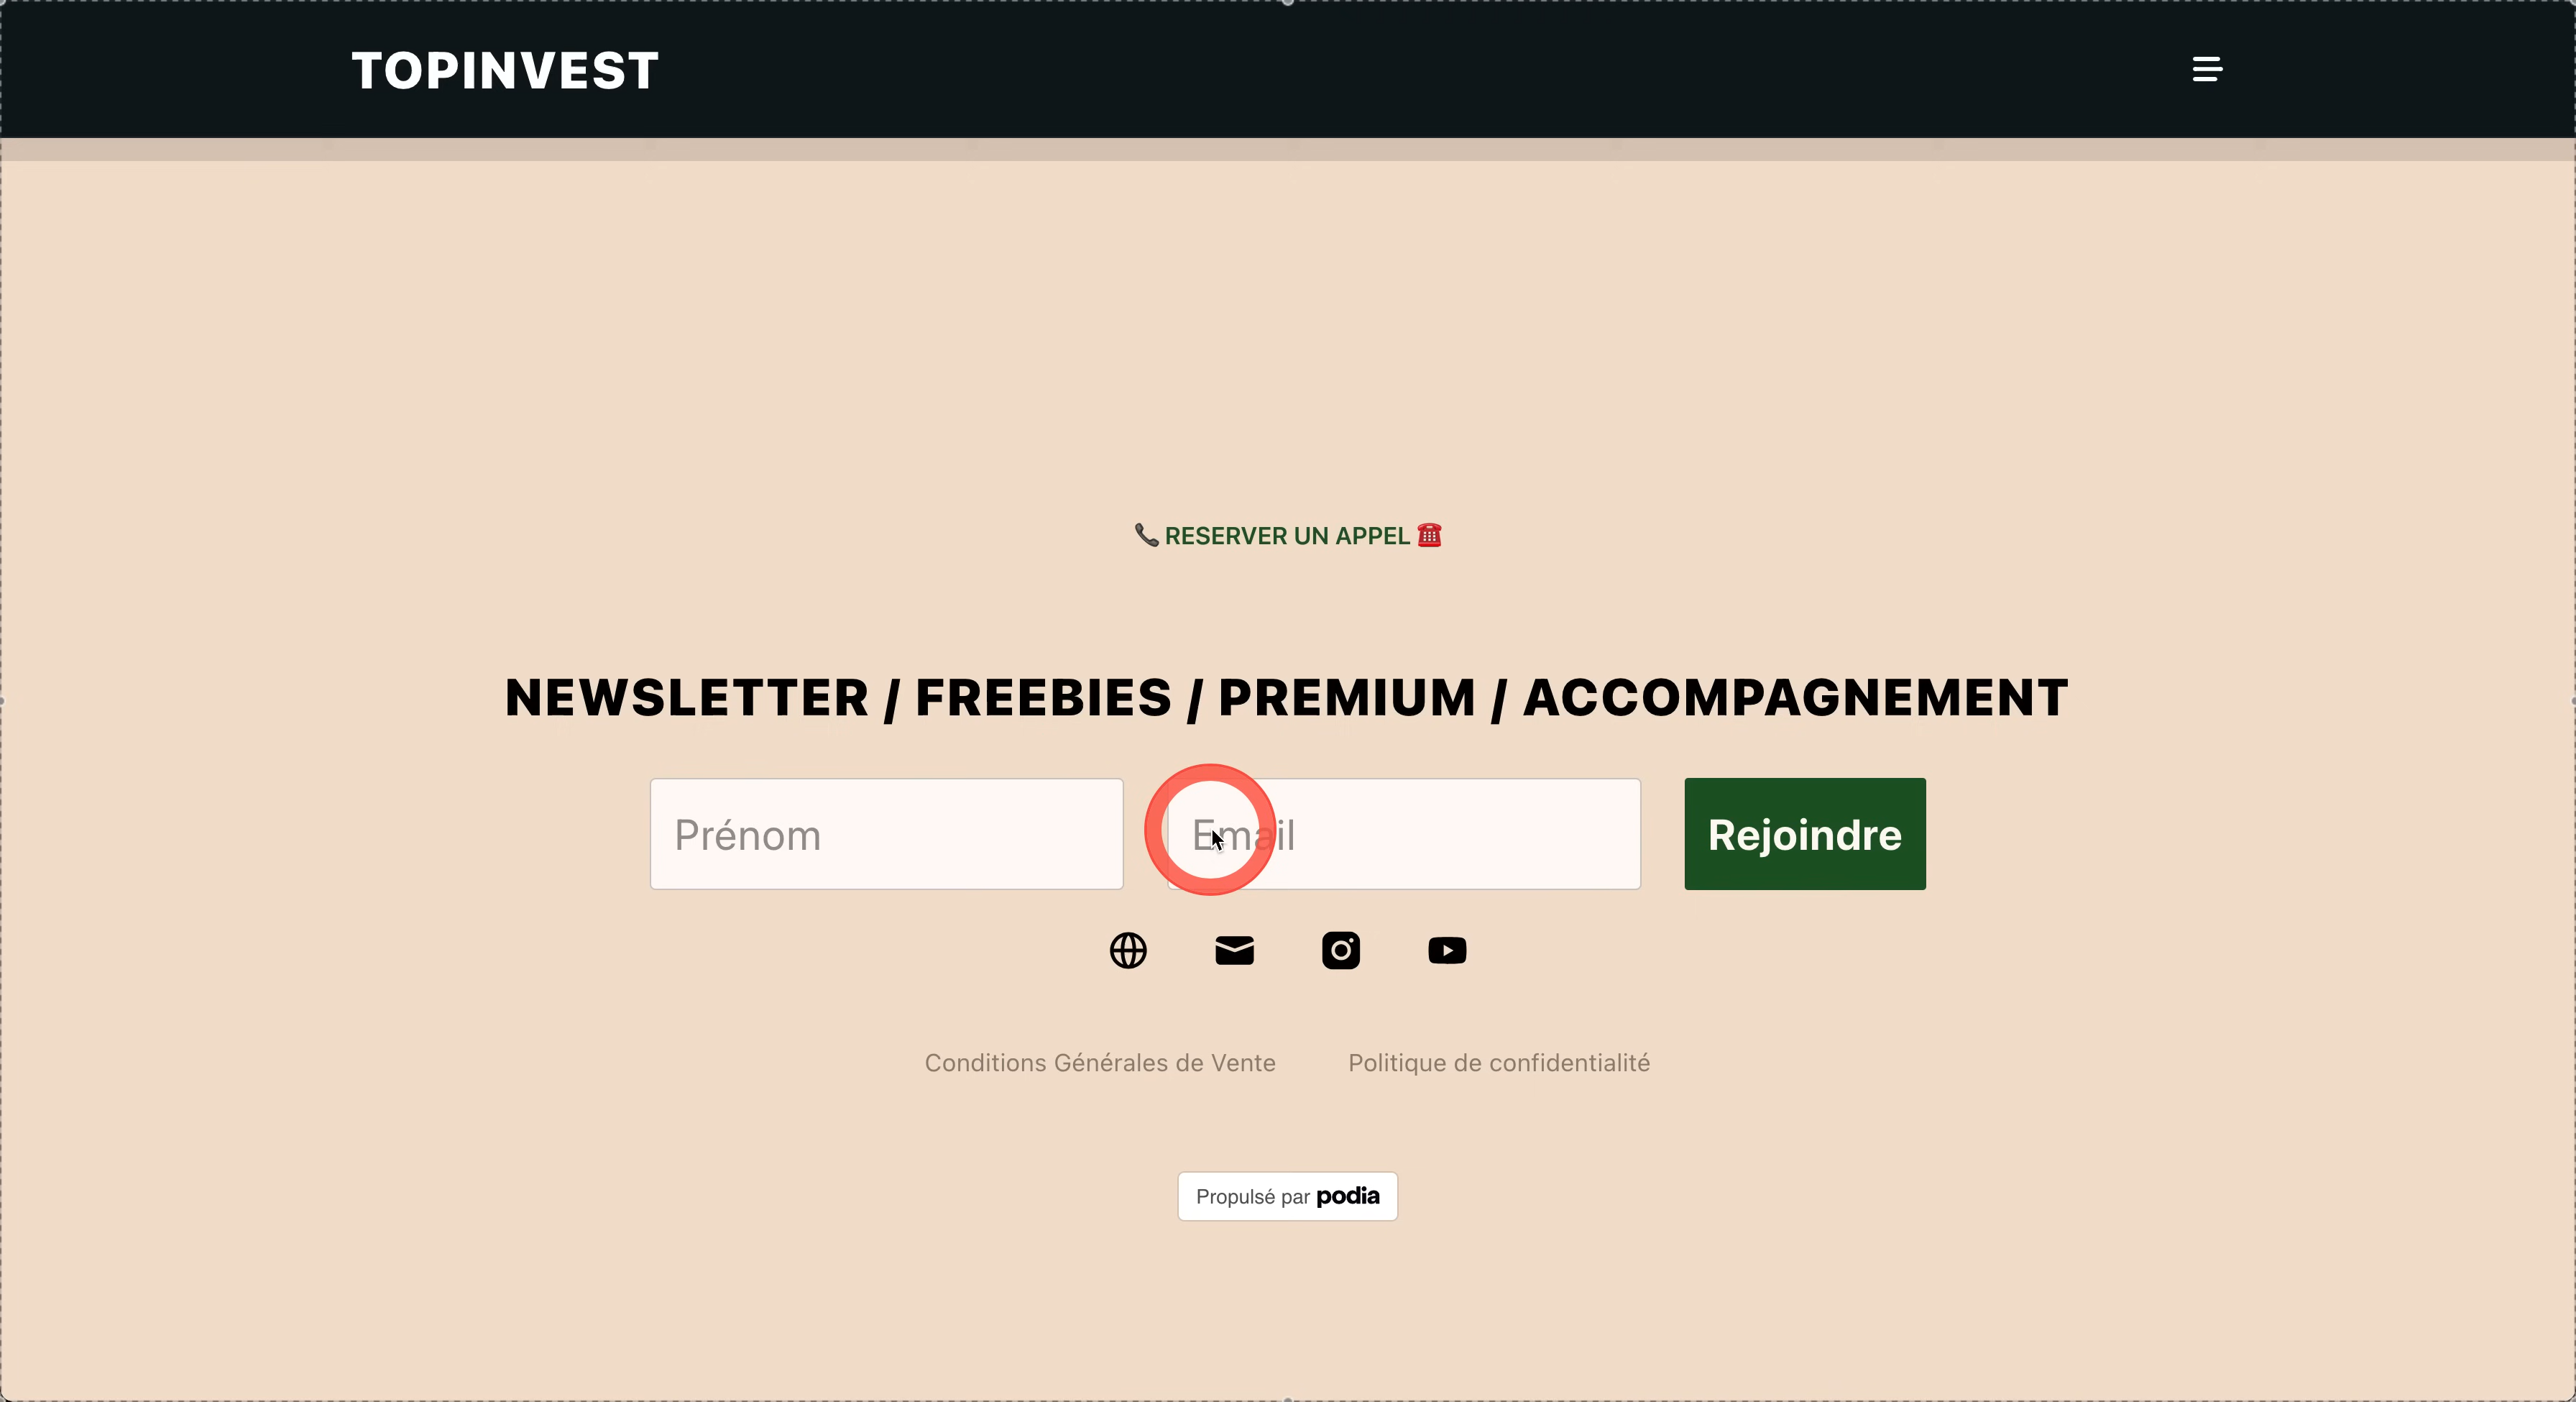 TOPINVEST
📞 RESERVER UN APPEL ☎️
NEWSLETTER / FREEBIES / PREMIUM / ACCOMPAGNEMENT
Prénom
Email
Rejoindre
Conditions Générales de Vente
Politique de confidentialité
Propulsé par podia